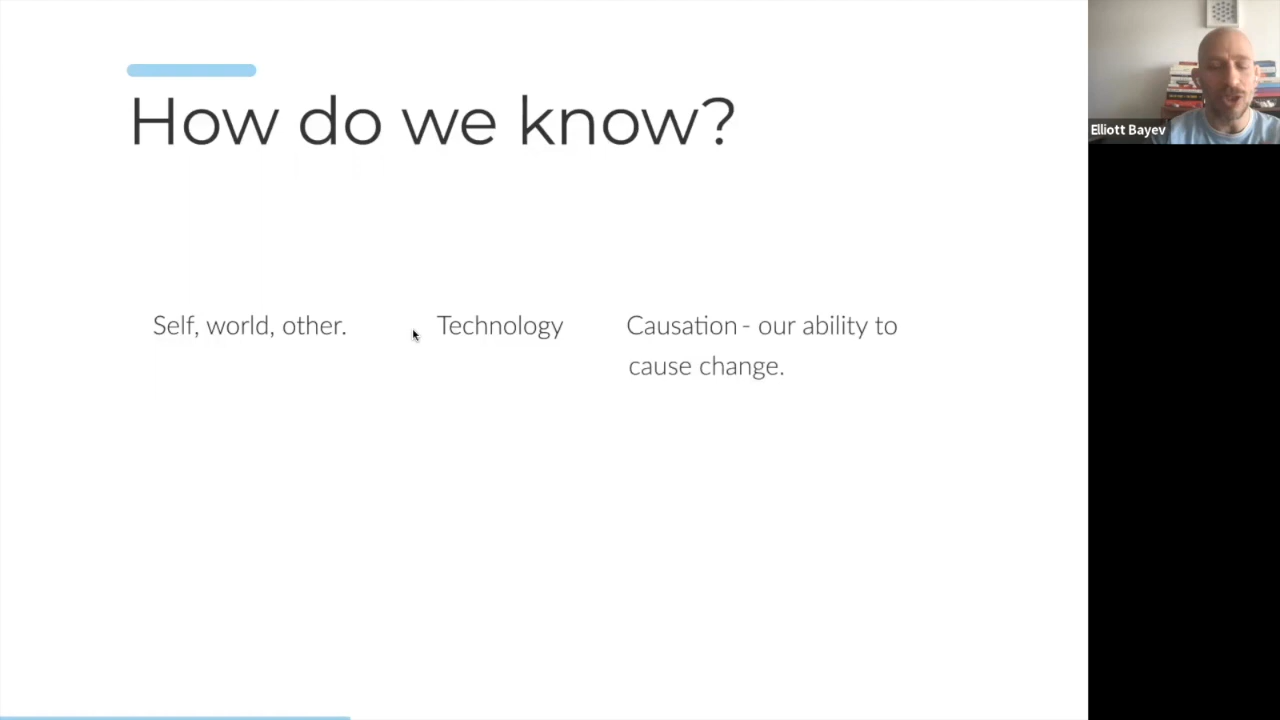 How do we know?
Self, world, other.
Technology
Causation - our ability to
cause change.
Elliott Bayev